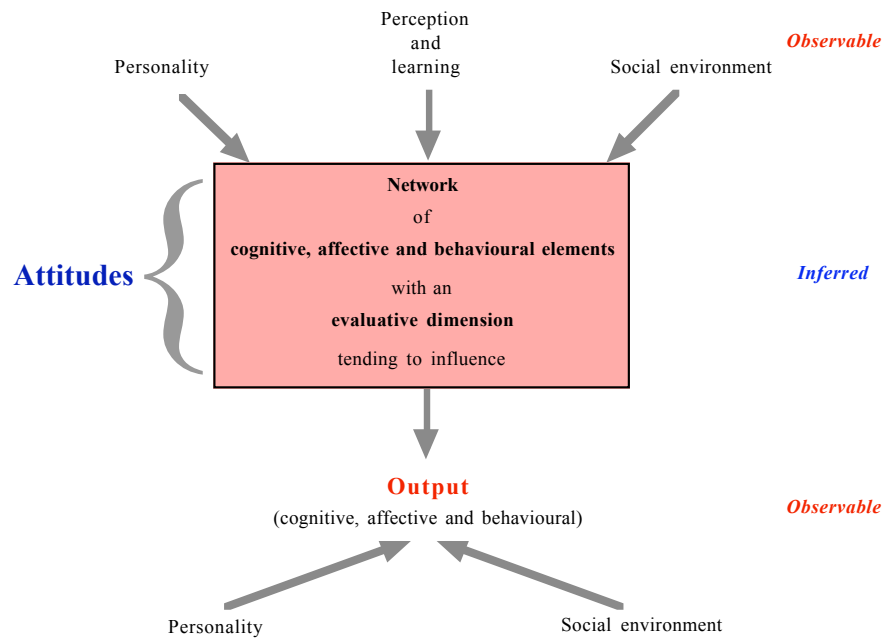 Perception
and
learning
Observable
Personality
Social environment
Network
of
cognitive, affective and behavioural elements
Attitudes
with an
Inferred
evaluative dimension
tending to influence
Output
(cognitive, affective and behavioural)
Observable
Personality
Social environment